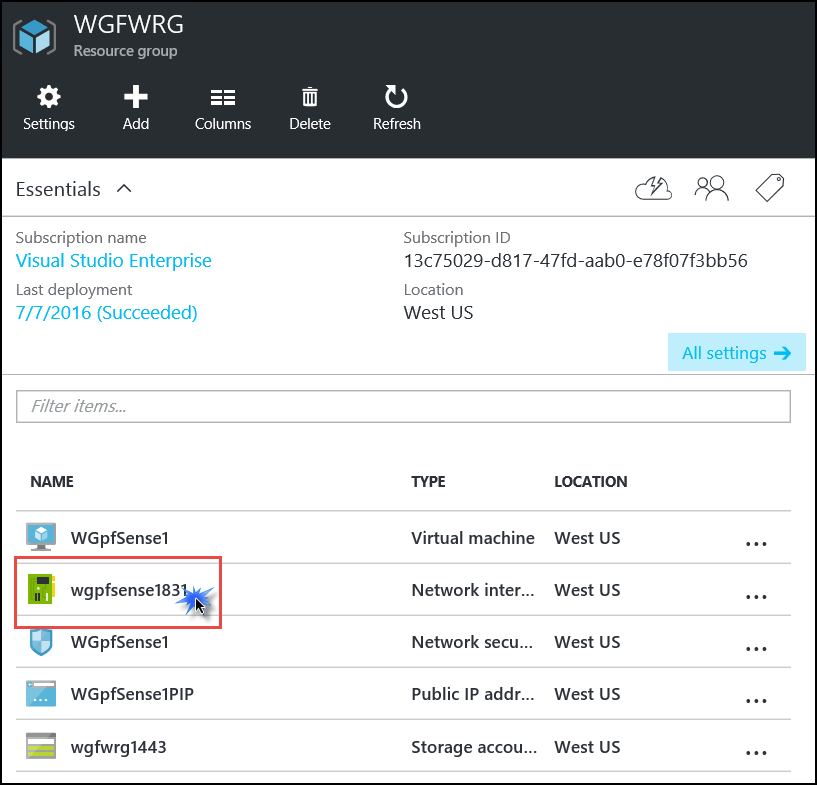 WGFWRG
Resource group
Settings Add Columns Delete Refresh
Essentials
Subscription name Subscription ID
Visual Studio Enterprise 13c75029-d817-47fd-aab0-e78f07f3bb56
Last deployment Location
7/7/2016 (Succeeded) West US
All settings
Filter items...
NAME TYPE LOCATION
WGpfSense1 Virtual machine West US ...
wgpfsense1831 Network inter... West US ...
WGpfSense1 Network secu... West US ...
WGpfSense1PIP Public IP addr... West US ...
wgfwrg1443 Storage accou... West US ...